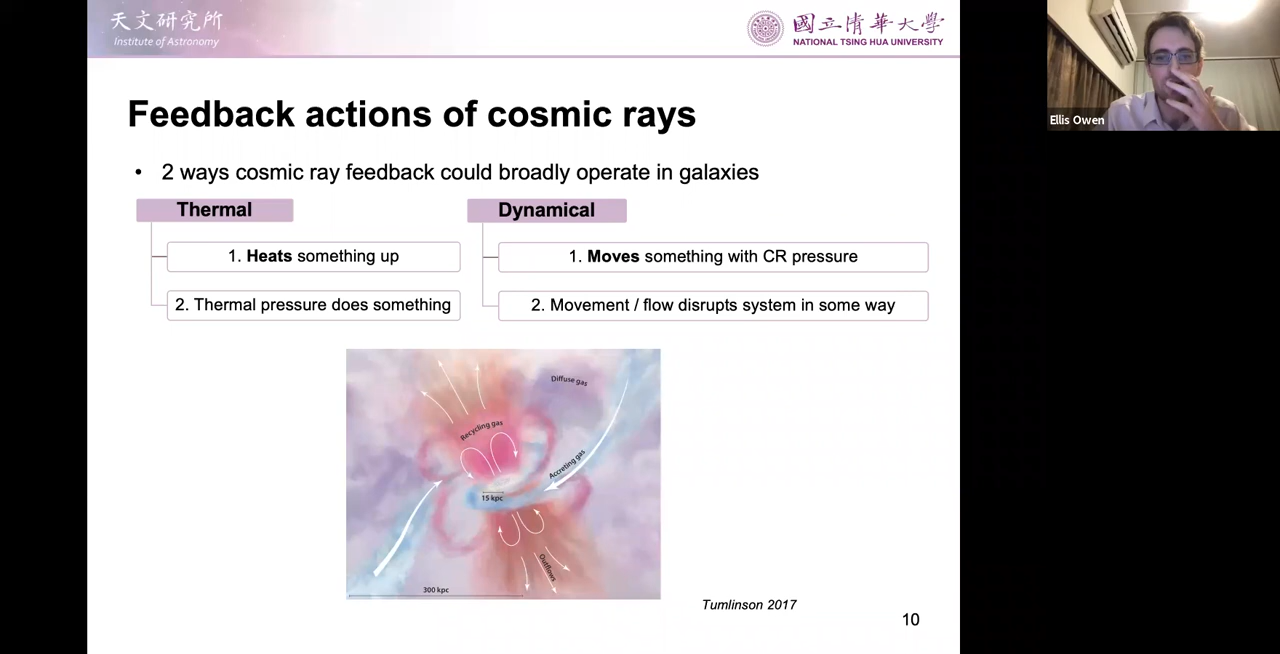 天文研究所
Institute of Astronomy
國立清華大學
NATIONAL TSING HUA UNIVERSITY
Ellis Owen
Feedback actions of cosmic rays
• 2 ways cosmic ray feedback could broadly operate in galaxies
Thermal
1. Heats something up
2. Thermal pressure does something
Dynamical
1. Moves something with CR pressure
2. Movement / flow disrupts system in some way
Diffuse gas
Recycling gas
Accreting gas
15 kpc
Outflows
300 kpc
Tumlinson 2017
10